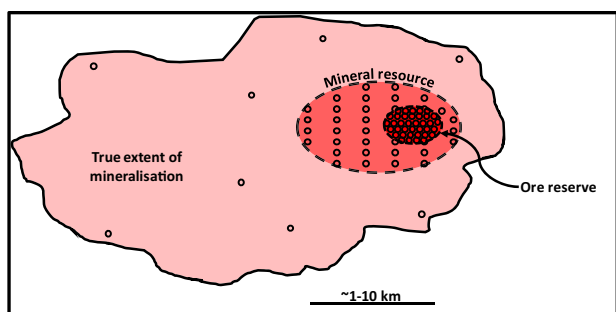 Mineral resource
True extent of
mineralisation
Ore reserve
~1-10 km